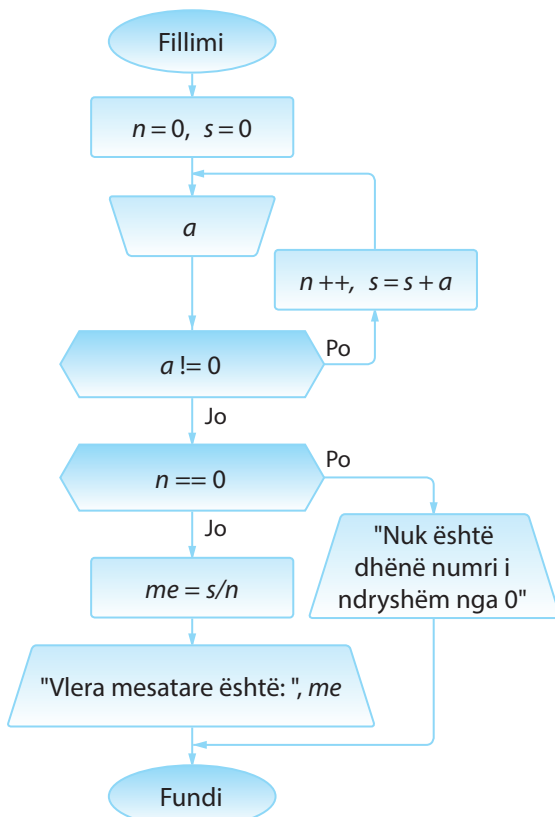 Fillimi
n = 0, s = 0
a
n ++, s = s + a
a != 0
Po
Jo
n == 0
Po
Jo
"Nuk është
dhënë numri i
ndryshëm nga 0"
me = s/n
"Vlera mesatare është: ", me
Fundi